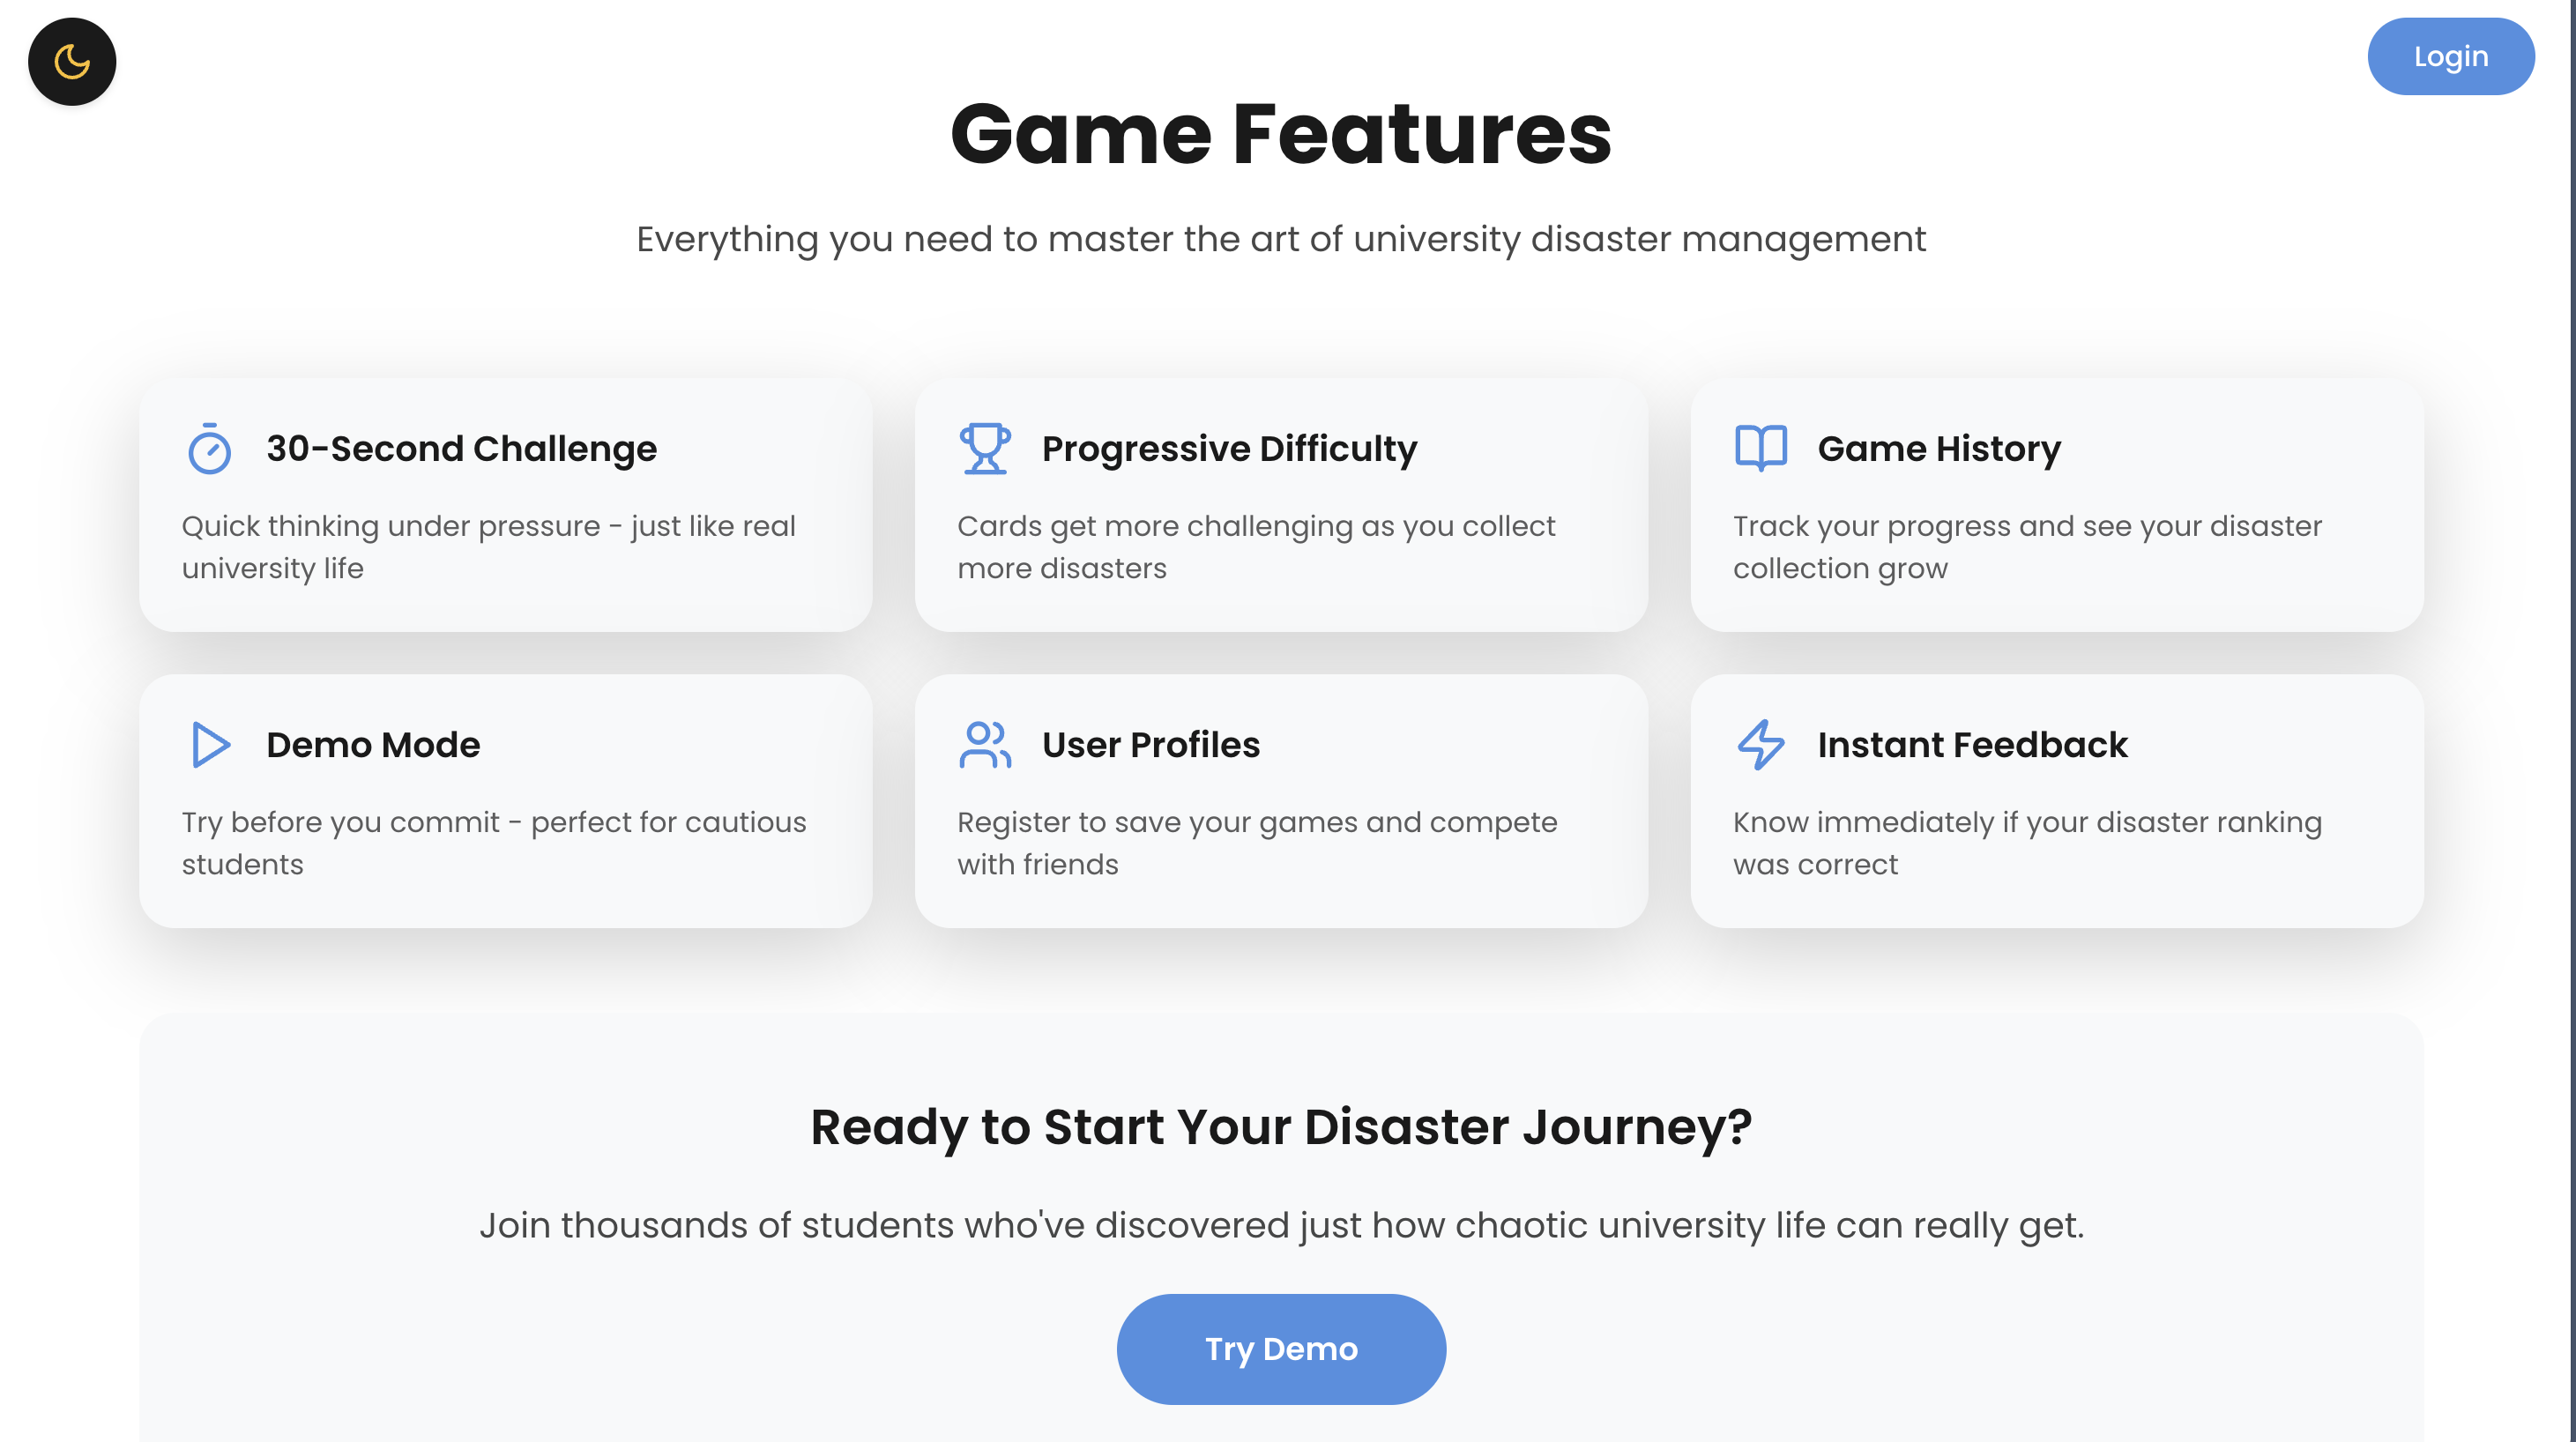 Login
Game Features
Everything you need to master the art of university disaster management
30-Second Challenge
Quick thinking under pressure - just like real
university life
Progressive Difficulty
Cards get more challenging as you collect
more disasters
Game History
Track your progress and see your disaster
collection grow
Demo Mode
Try before you commit - perfect for cautious
students
User Profiles
Register to save your games and compete
with friends
Instant Feedback
Know immediately if your disaster ranking
was correct
Ready to Start Your Disaster Journey?
Join thousands of students who've discovered just how chaotic university life can really get.
Try Demo